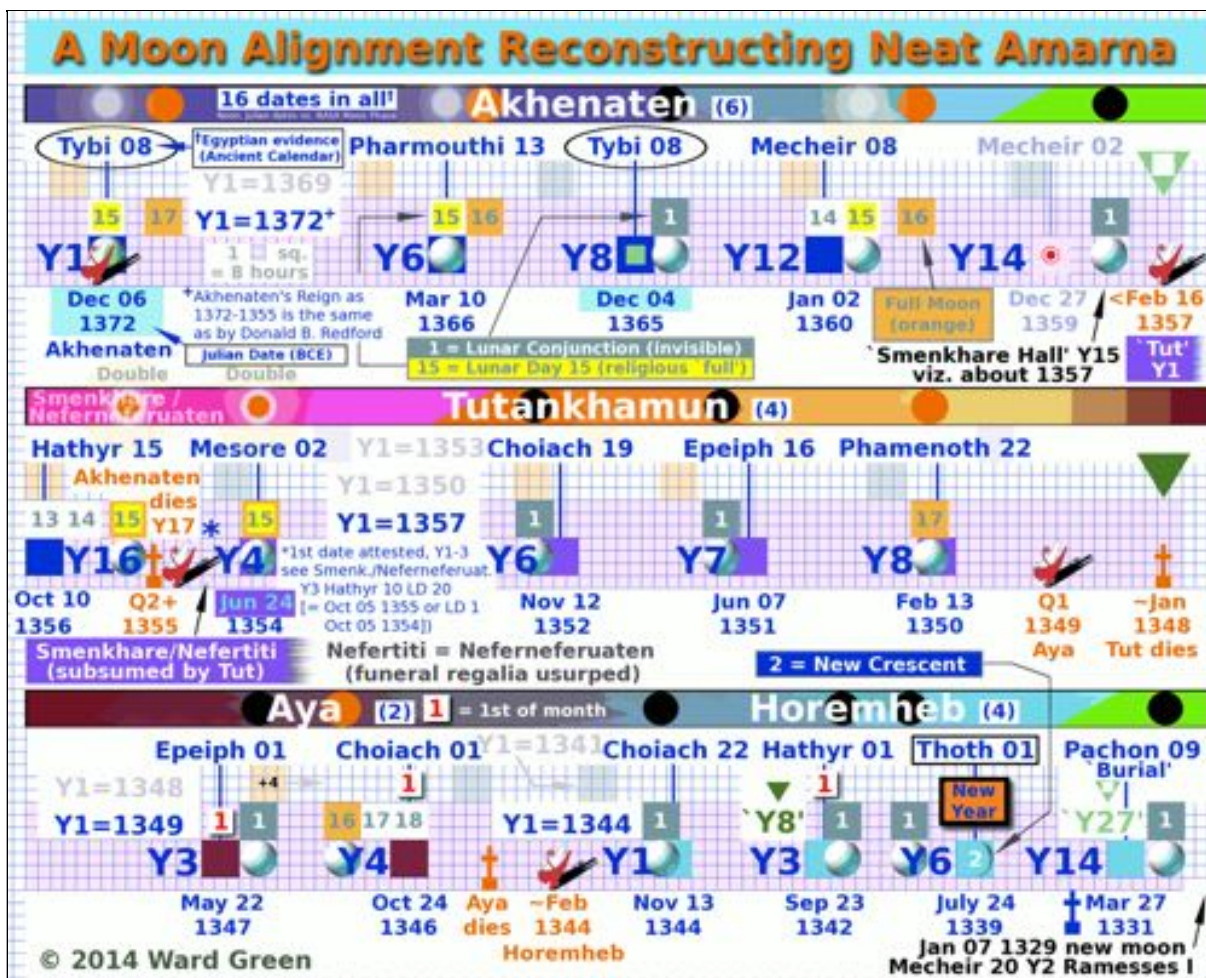 A Moon Alignment Reconstructing Neat Amarna
16 dates in all†
Akhenaten (6)
Tybi 08
†Egyptian evidence
(Ancient Calendar)
Pharmouthi 13
Tybi 08
Mecheir 08
Mecheir 02
Y1=1369
15 17
Y1=1372+
15 16
1
14 15
16
1
Y1
1 sq.
= 8 hours
Y6
Y8
Y12
Y14
Dec 06
1372
Akhenaten
+Akhenaten's Reign as
1372-1355 is the same
as by Donald B. Redford
Julian Date (BCE)
Mar 10
1366
Dec 04
1365
Jan 02
1360
Full Moon
(orange)
Dec 27
1359
<Feb 16
1357
1 = Lunar Conjunction (invisible)
15 = Lunar Day 15 (religious `full')
`Smenkhare Hall' Y15
viz. about 1357
`Tut'
Y1
Double
Double
Smenkhare /
Neferneferuaten
Tutankhamun (4)
Hathyr 15
Mesore 02
Y1=1353
Choiach 19
Epeiph 16
Phamenoth 22
Akhenaten
dies
Y17
Y1=1350
13 14 15
*
15
Y1=1357
1
1
17
Y16
Y4
*1st date attested, Y1-3
see Smenk./Neferneferuat.
Y3 Hathyr 10 LD 20
[= Oct 05 1355 or LD 1
Oct 05 1354])
Y6
Y7
Y8
Oct 10
1356
Q2+
1355
Jun 24
1354
Nov 12
1352
Jun 07
1351
Feb 13
1350
Q1
1349
Aya
~Jan
1348
Tut dies
Smenkhare/Nefertiti
(subsumed by Tut)
Nefertiti = Neferneferuaten
(funeral regalia usurped)
2 = New Crescent
Aya (2) 1 = 1st of month
Horemheb (4)
Epeiph 01
Choiach 01
Y1=1341
Choiach 22
Hathyr 01
Thoth 01
Pachon 09
`Burial'
Y1=1348
+4
1
1
New
Year
Y1=1349
1 1
16 17 18
Y1=1344
1
`Y8'
1
1
`Y27'
1
Y3
Y4
Y1
Y3
Y6
2
Y14
May 22
1347
Oct 24
1346
Aya
dies
~Feb
1344
Horemheb
Nov 13
1344
Sep 23
1342
July 24
1339
Mar 27
1331
© 2014 Ward Green
Jan 07 1329 new moon
Mecheir 20 Y2 Ramesses I